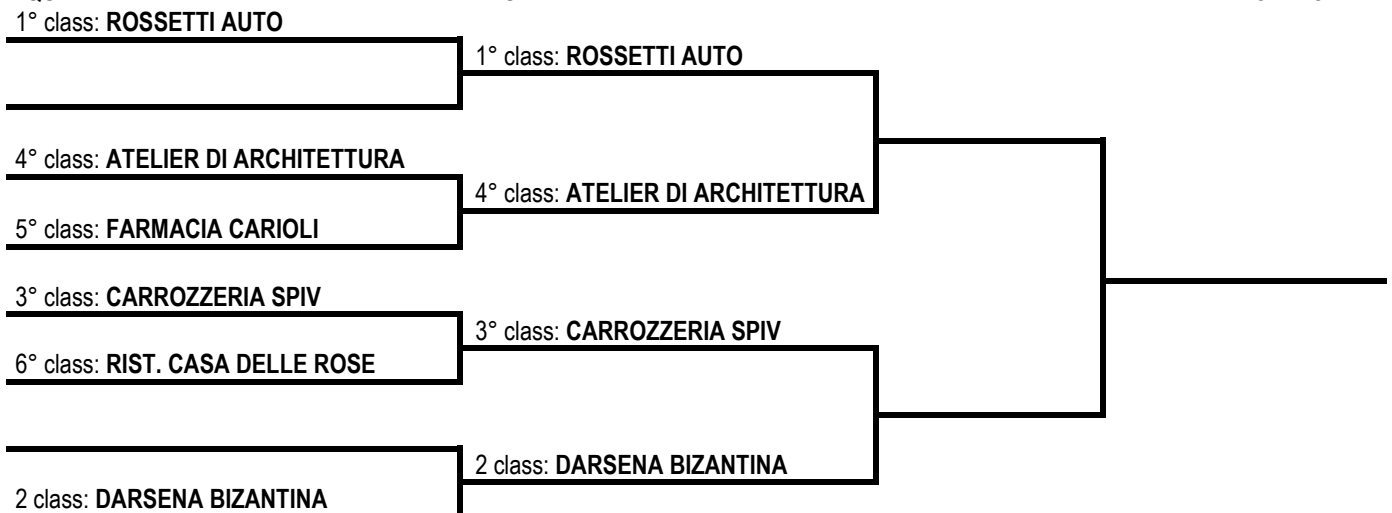 1° class: ROSSETTI AUTO
1° class: ROSSETTI AUTO
4° class: ATELIER DI ARCHITETTURA
4° class: ATELIER DI ARCHITETTURA
5° class: FARMACIA CARIOLI
3° class: CARROZZERIA SPIV
3° class: CARROZZERIA SPIV
6° class: RIST. CASA DELLE ROSE
2 class: DARSENA BIZANTINA
2 class: DARSENA BIZANTINA